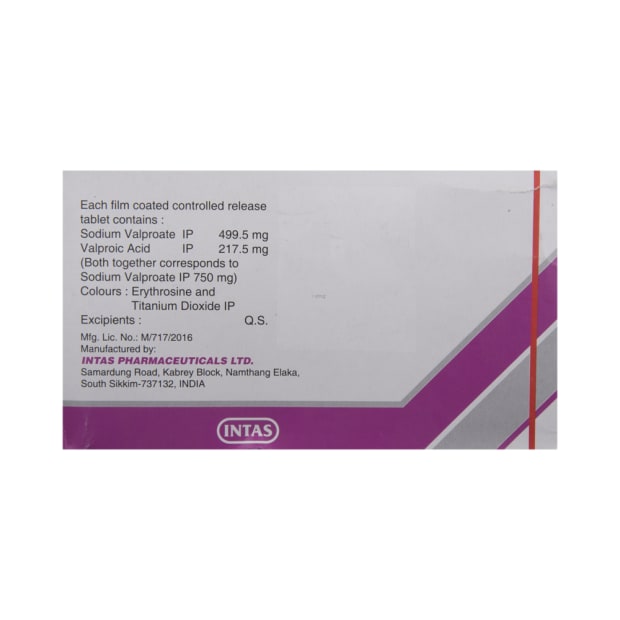 Each film coated controlled release
tablet contains :
Sodium Valproate IP 499.5 mg
Valproic Acid IP 217.5 mg
(Both together corresponds to
Sodium Valproate IP 750 mg)
Colours : Erythrosine and
Titanium Dioxide IP
Excipients : Q.S.
Mfg. Lic. No.: M/717/2016
Manufactured by:
INTAS PHARMACEUTICALS LTD.
Samardung Road, Kabrey Block, Namthang Elaka,
South Sikkim-737132, INDIA
INTAS